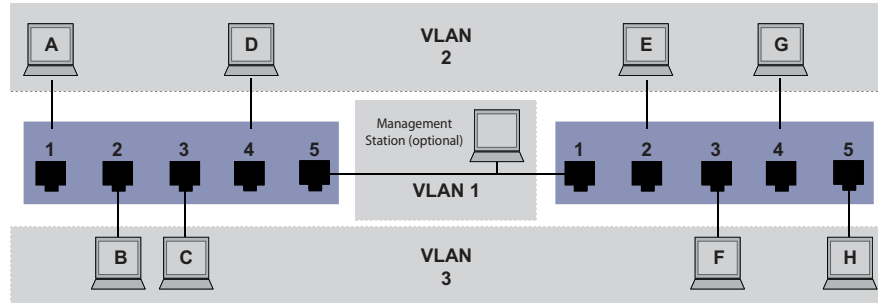 A
D
VLAN
2
E
G
1
2
3
4
5
Management
Station (optional)
VLAN 1
1
2
3
4
5
B
C
VLAN
3
F
H